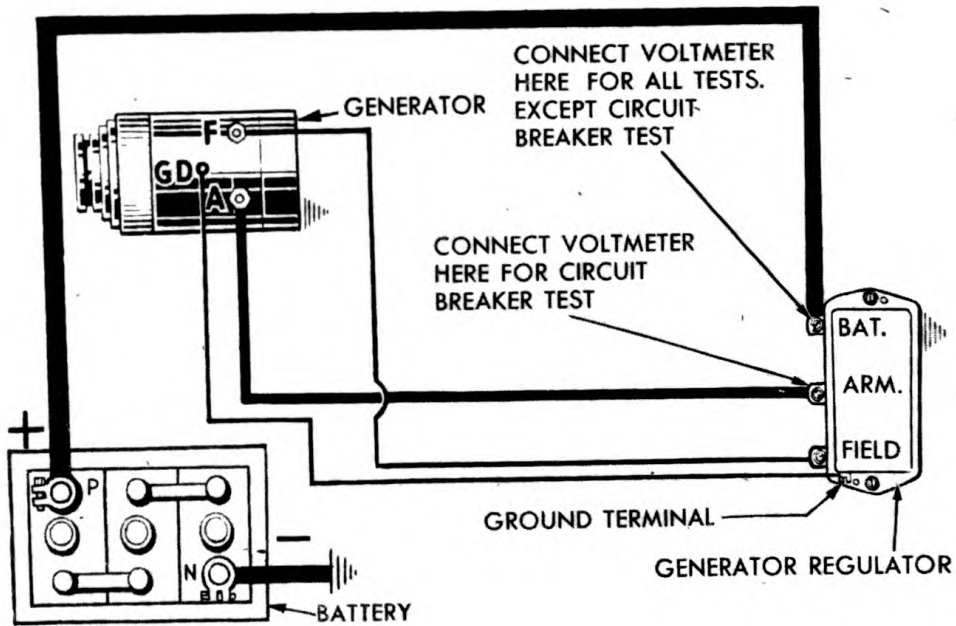 CONNECT VOLTMETER
HERE FOR ALL TESTS.
EXCEPT CIRCUIT
BREAKER TEST
GENERATOR
F
GD
A
CONNECT VOLTMETER
HERE FOR CIRCUIT
BREAKER TEST
BAT.
ARM.
FIELD
+
P
N
−
GROUND TERMINAL
GENERATOR REGULATOR
BATTERY